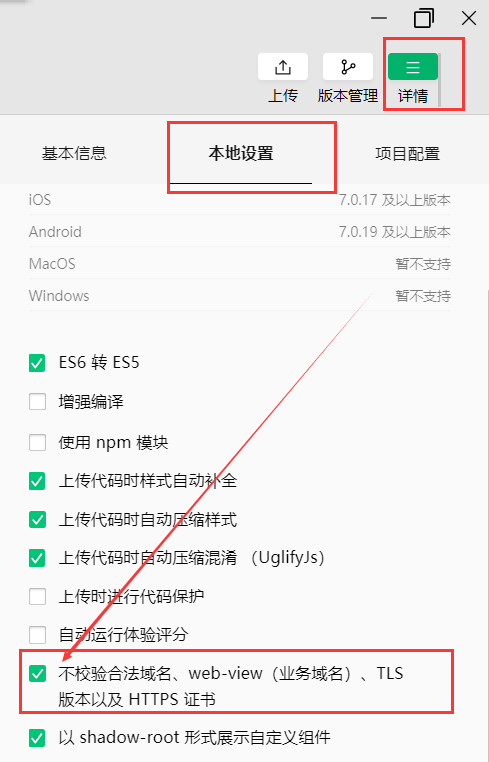 上传 版本管理 详情
基本信息 本地设置 项目配置
iOS 7.0.17 及以上版本
Android 7.0.19 及以上版本
MacOS 暂不支持
Windows 暂不支持
ES6 转 ES5
增强编译
使用 npm 模块
上传代码时样式自动补全
上传代码时自动压缩样式
上传代码时自动压缩混淆 （UglifyJs）
上传时进行代码保护
自动运行体验评分
不校验合法域名、web-view（业务域名）、TLS
版本以及 HTTPS 证书
以 shadow-root 形式展示自定义组件